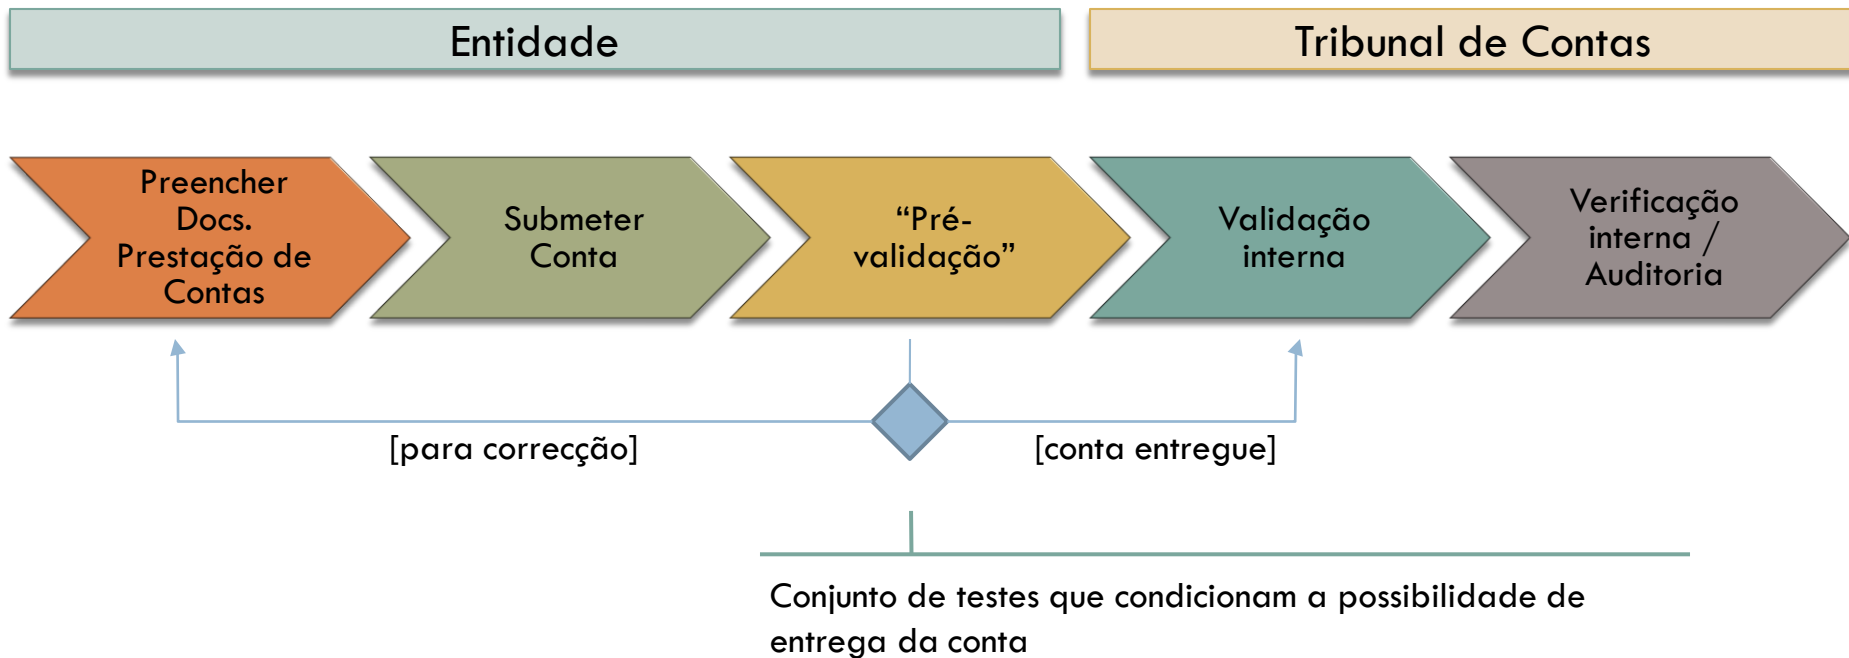 Entidade
Tribunal de Contas
Preencher
Docs.
Prestação de
Contas
Submeter
Conta
“Pré-
validação”
Validação
interna
Verificação
interna /
Auditoria
[para correcção]
[conta entregue]
Conjunto de testes que condicionam a possibilidade de
entrega da conta